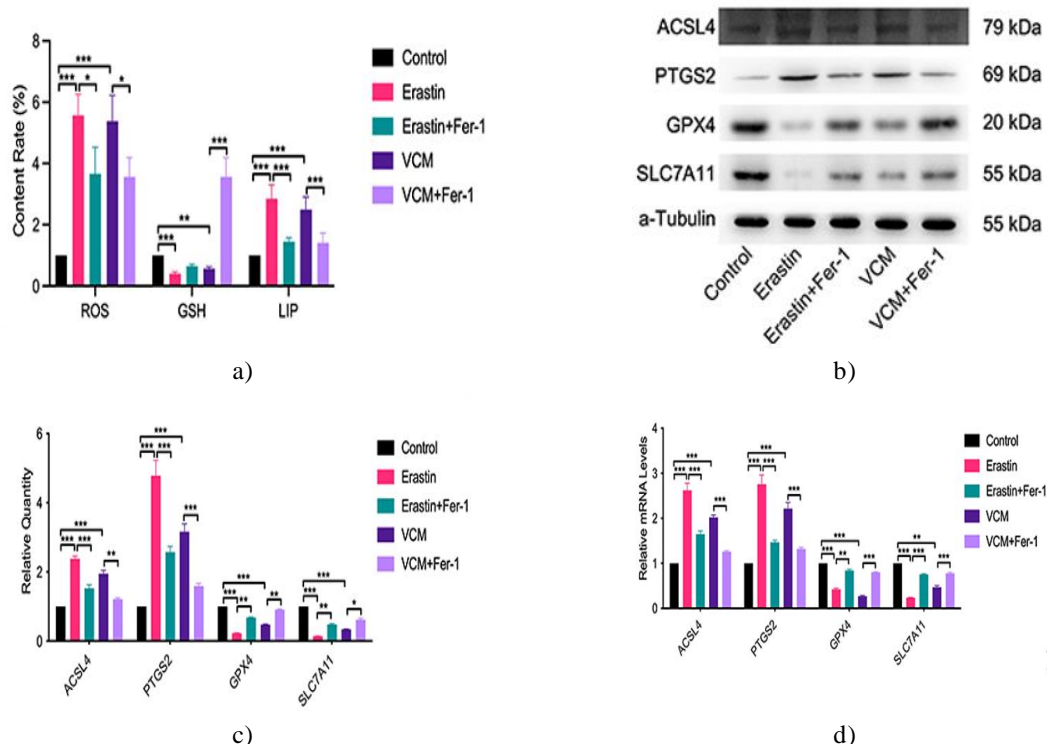 Content Rate (%)
8
6
4
2
0
*** *** *
***
*
*** ** ***
*** *** ***
***
ROS GSH LIP
Control
Erastin
Erastin+Fer-1
VCM
VCM+Fer-1
a)
ACSL4 79 kDa
PTGS2 69 kDa
GPX4 20 kDa
SLC7A11 55 kDa
a-Tubulin 55 kDa
Control Erastin Erastin+Fer-1 VCM VCM+Fer-1
b)
Relative Quantity
6
4
2
0
***
*** *** **
***
*** *** ***
***
*** ** **
***
*** ** *
ACSL4 PTGS2 GPX4 SLC7A11
Control
Erastin
Erastin+Fer-1
VCM
VCM+Fer-1
c)
Relative mRNA Levels
4
3
2
1
0
***
*** *** ***
***
*** *** ***
***
*** ** ***
**
*** *** ***
ACSL4 PTGS2 GPX4 SLC7A11
Control
Erastin
Erastin+Fer-1
VCM
VCM+Fer-1
d)